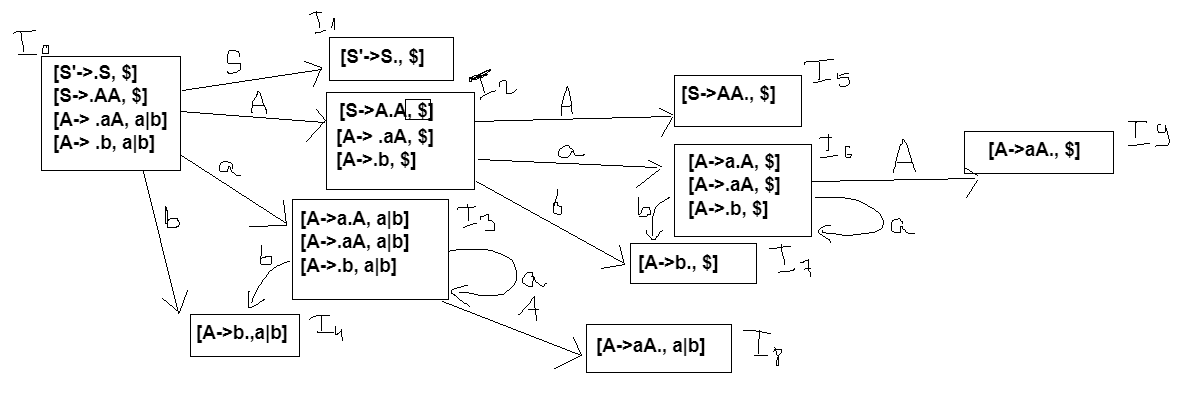 I0
[S'->.S, $]
[S->.AA, $]
[A-> .aA, a|b]
[A-> .b, a|b]
S
A
a
b
I1
[S'->S., $]
I2
[S->A.A, $]
[A-> .aA, $]
[A->.b, $]
A
a
b
I3
[A->a.A, a|b]
[A->.aA, a|b]
[A->.b, a|b]
b
a
A
I4
[A->b.,a|b]
I5
[S->AA., $]
I6
[A->a.A, $]
[A->.aA, $]
[A->.b, $]
A
b
a
I7
[A->b., $]
I8
[A->aA., a|b]
I9
[A->aA., $]